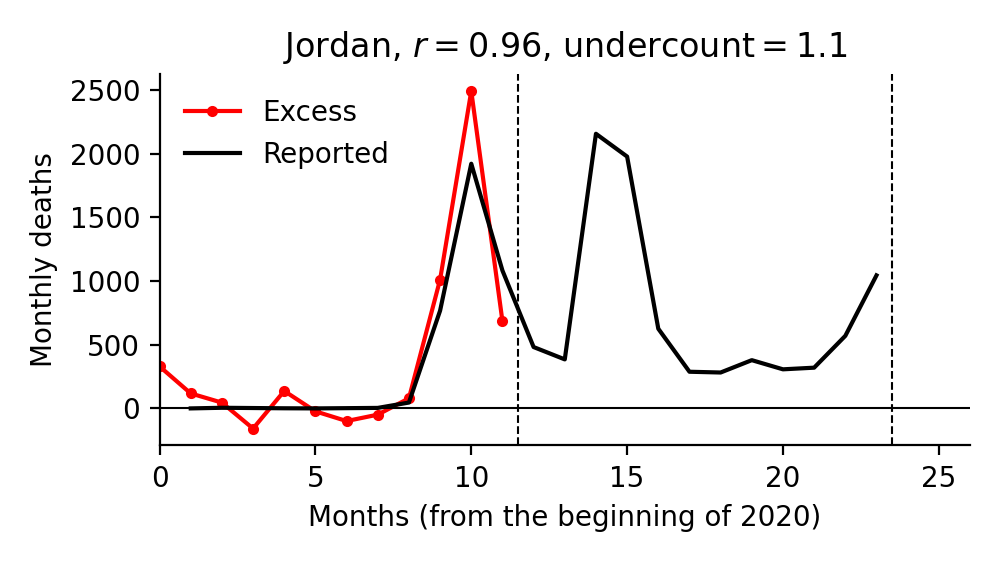 Jordan, r = 0.96, undercount = 1.1
Excess
Reported
Monthly deaths
2500
2000
1500
1000
500
0
0 5 10 15 20 25
Months (from the beginning of 2020)